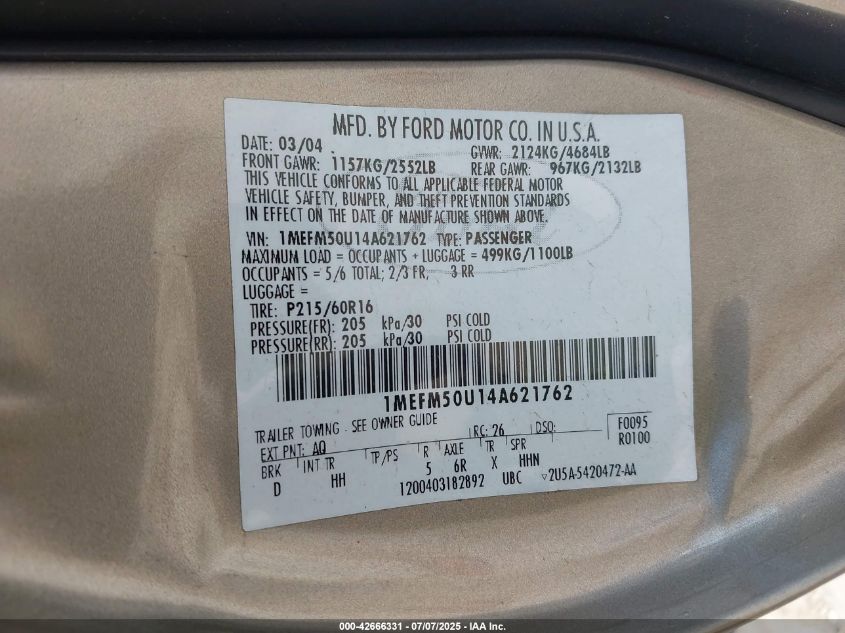 MFD. BY FORD MOTOR CO. IN U.S.A.
DATE: 03/04 GVWR: 2124KG/4684LB
FRONT GAWR: 1157KG/2552LB REAR GAWR: 967KG/2132LB
THIS VEHICLE CONFORMS TO ALL APPLICABLE FEDERAL MOTOR
VEHICLE SAFETY, BUMPER, AND THEFT PREVENTION STANDARDS
IN EFFECT ON THE DATE OF MANUFACTURE SHOWN ABOVE.
VIN: 1MEFM50U14A621762 TYPE: PASSENGER
MAXIMUM LOAD = OCCUPANTS + LUGGAGE = 499KG/1100LB
OCCUPANTS = 5/6 TOTAL; 2/3 FR, 3 RR
LUGGAGE =
TIRE: P215/60R16
PRESSURE(FR) 205 kPa/30 PSI COLD
PRESSURE(RR) 205 kPa/30 PSI COLD
1MEFM50U14A621762
TRAILER TOWING - SEE OWNER GUIDE
EXT PNT: AQ RC: 26 DSO: F0095
R0100
BRK INT TR TP/PS R AXLE TR SPR
D HH 5 6R X HHN
1200403182892 UBC ▽2U5A-5420472-AA
000-42666331 | 07/07/2025 | IAA Inc.